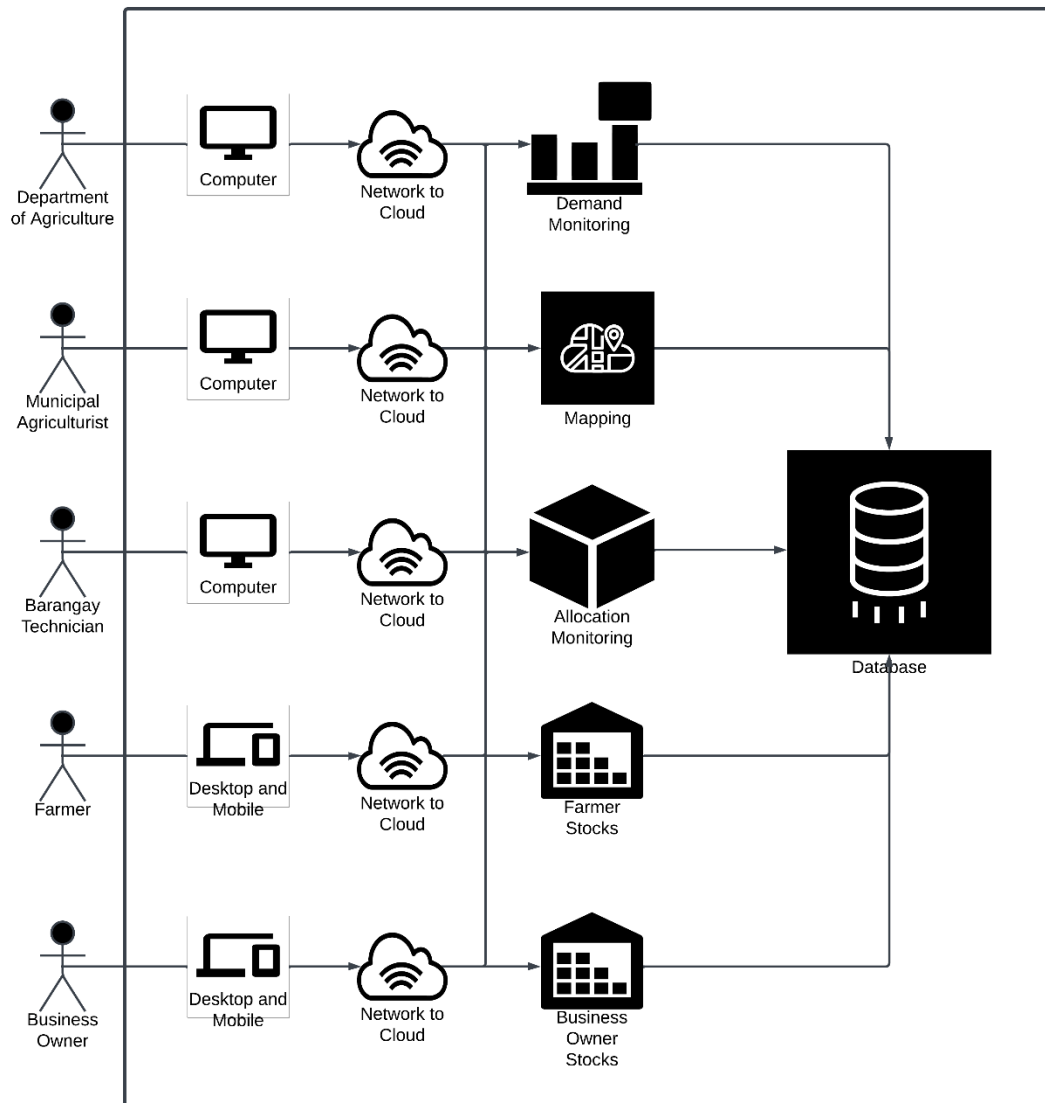 Department
of Agriculture
Computer
Network to
Cloud
Demand
Monitoring
Municipal
Agriculturist
Computer
Network to
Cloud
Mapping
Barangay
Technician
Computer
Network to
Cloud
Allocation
Monitoring
Database
Farmer
Desktop and
Mobile
Network to
Cloud
Farmer
Stocks
Business
Owner
Desktop and
Mobile
Network to
Cloud
Business
Owner
Stocks